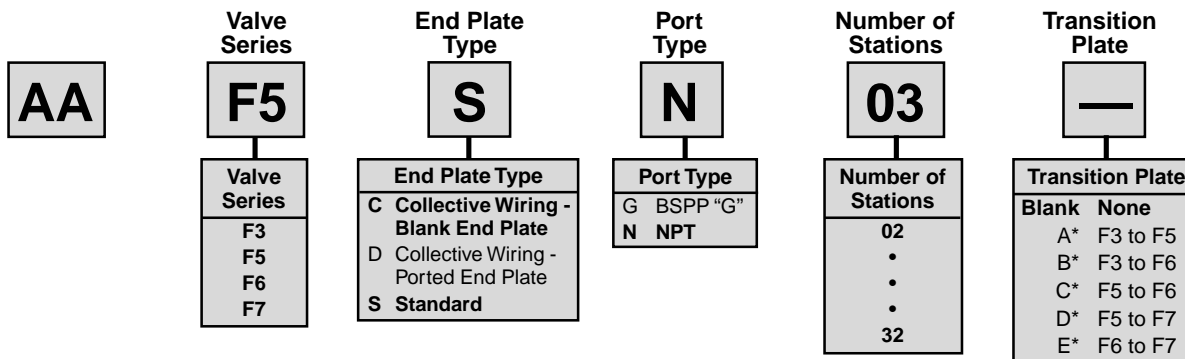 Valve Series
End Plate Type
Port Type
Number of Stations
Transition Plate
AA
F5
S
N
03
—
Valve Series
F3
F5
F6
F7
End Plate Type
C Collective Wiring -
Blank End Plate
D Collective Wiring -
Ported End Plate
S Standard
Port Type
G BSPP “G”
N NPT
Number of
Stations
02
•
•
•
32
Transition Plate
Blank None
A* F3 to F5
B* F3 to F6
C* F5 to F6
D* F5 to F7
E* F6 to F7